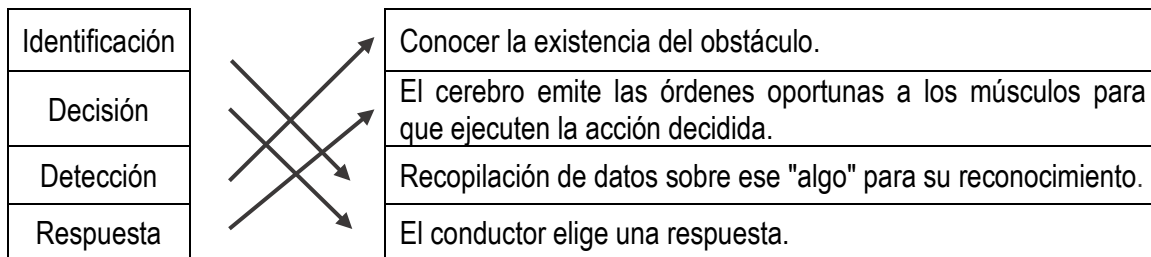 Identificación
Conocer la existencia del obstáculo.
Decisión
El cerebro emite las órdenes oportunas a los músculos para
que ejecuten la acción decidida.
Detección
Recopilación de datos sobre ese "algo" para su reconocimiento.
Respuesta
El conductor elige una respuesta.